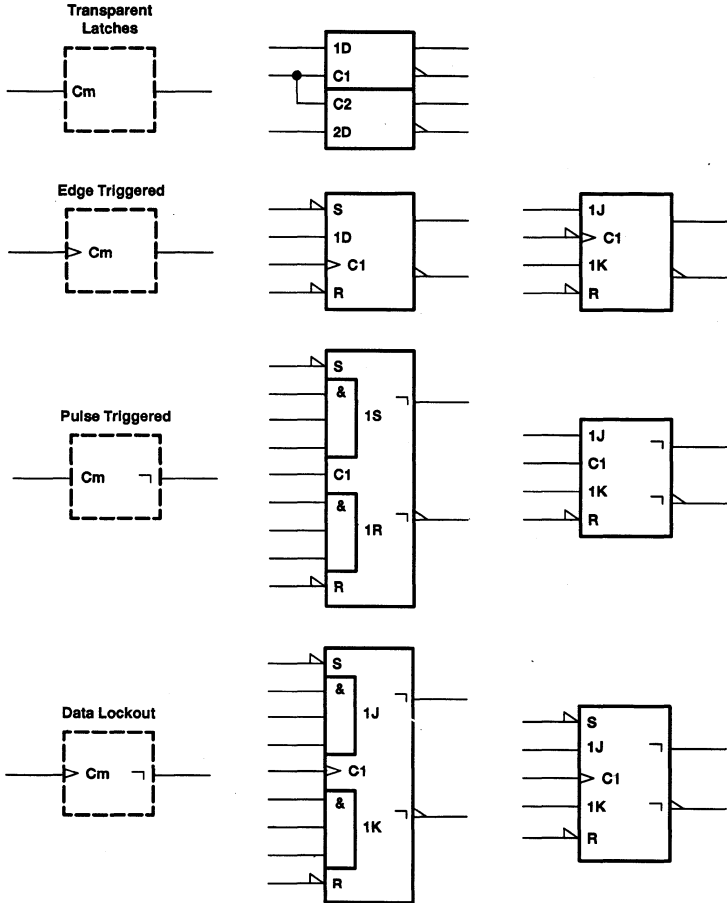 Transparent
Latches
Cm
1D
C1
C2
2D
Edge Triggered
Cm
S
1D
C1
R
1J
C1
1K
R
Pulse Triggered
Cm ¬
S
&
1S ¬
C1
&
1R ¬
R
1J ¬
C1
1K ¬
R
Data Lockout
Cm ¬
S
&
1J ¬
C1
&
1K ¬
R
S
1J ¬
C1
1K ¬
R